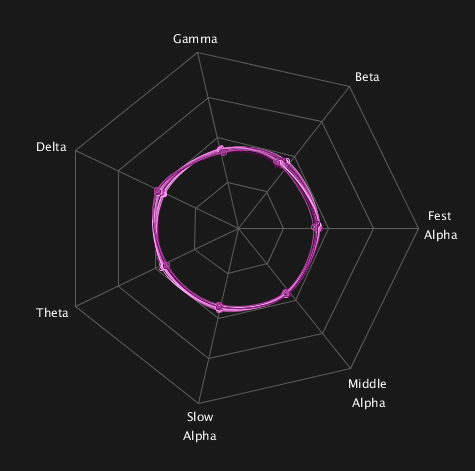 Gamma
Beta
Delta
Fest
Alpha
Theta
Middle
Alpha
Slow
Alpha